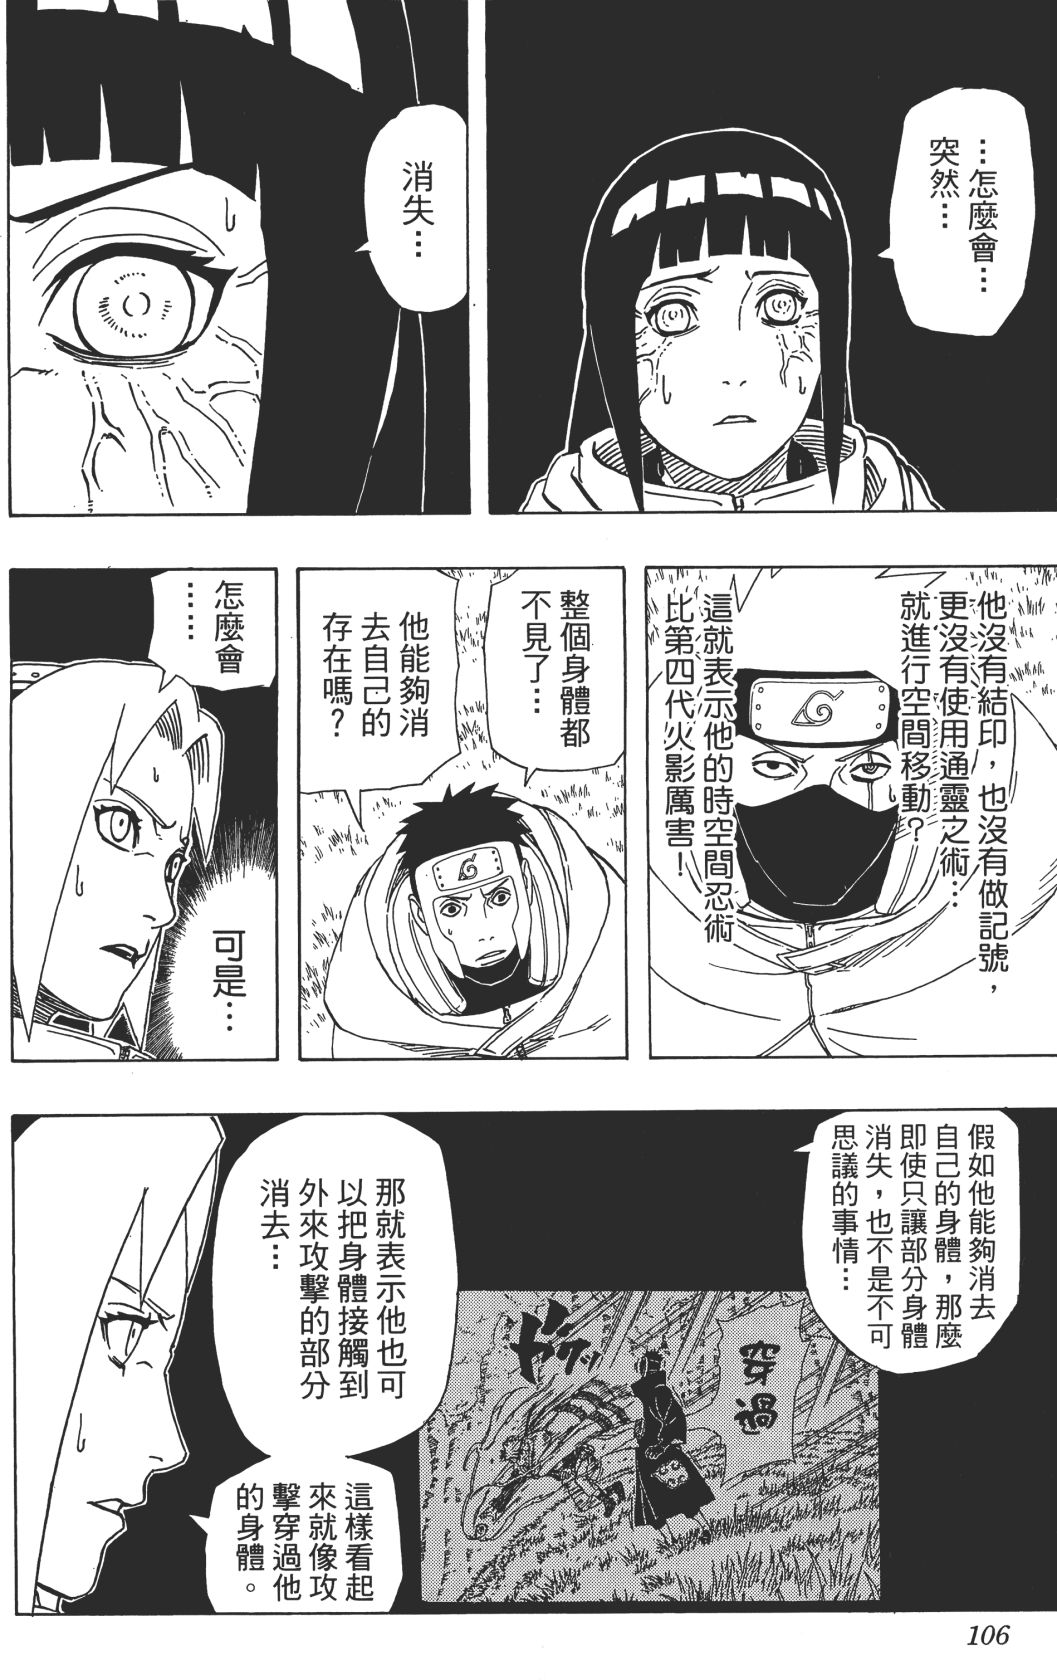 …怎麼會…
突然…
消失…
他沒有結印，也沒有做記號，
更沒有使用通靈之術…
就進行空間移動？
這就表示他的時空間忍術
比第四代火影厲害！
整個身體都
不見了…
他能夠消
去自己的
存在嗎？
怎麼會
……
可是…
假如他能夠消去
自己的身體，那麼
即使只讓部分身體
消失，也不是不可
思議的事情…
穿過
ドガッ
那就表示他也可
以把身體接觸到
外來攻擊的部分
消去…
這樣看起
來就像攻
擊穿過他
的身體。
106